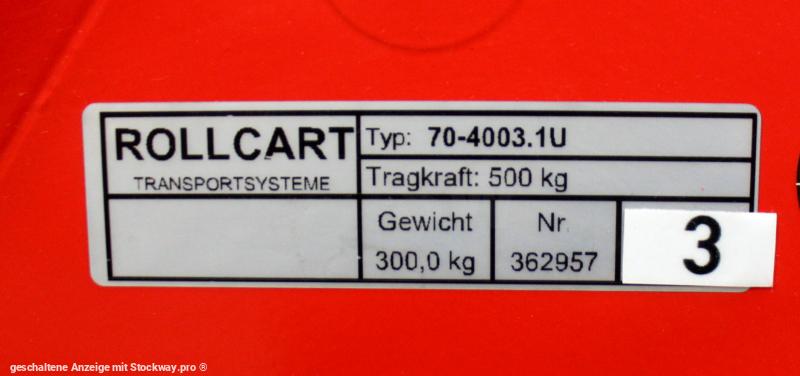 ROLLCART
TRANSPORTSYSTEME
Typ: 70-4003.1U
Tragkraft: 500 kg
Gewicht
300,0 kg
Nr.
362957
3
geschaltene Anzeige mit Stockway.pro ®